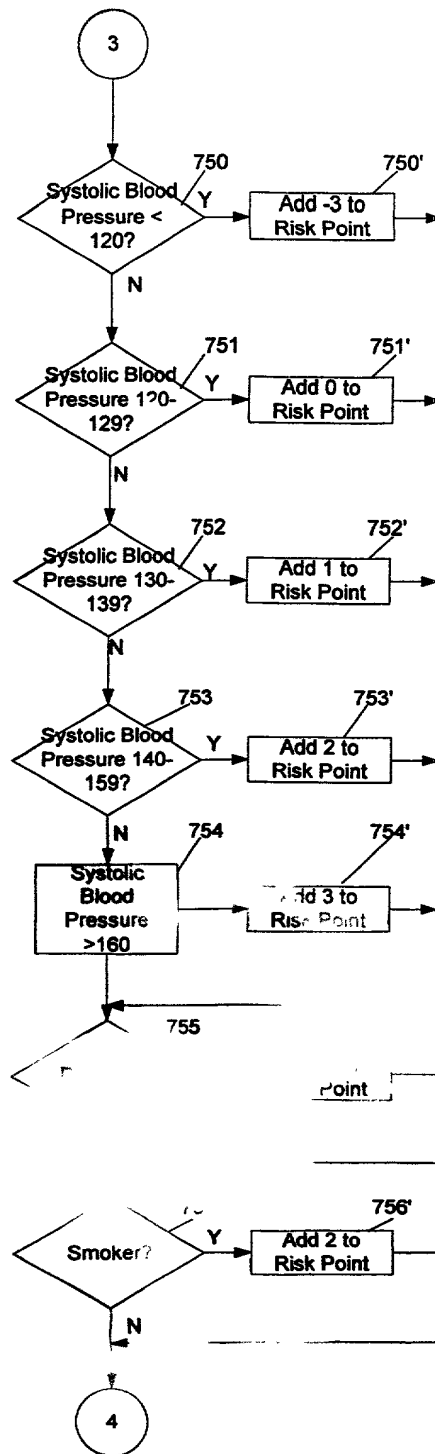 3
750
Systolic Blood
Pressure <
120?
Y
750'
Add -3 to
Risk Point
N
751
Systolic Blood
Pressure 120-
129?
Y
751'
Add 0 to
Risk Point
N
752
Systolic Blood
Pressure 130-
139?
Y
752'
Add 1 to
Risk Point
N
753
Systolic Blood
Pressure 140-
159?
Y
753'
Add 2 to
Risk Point
N
754
Systolic
Blood
Pressure
>160
754'
Add 3 to
Risk Point
755
Point
Smoker?
Y
756'
Add 2 to
Risk Point
N
4